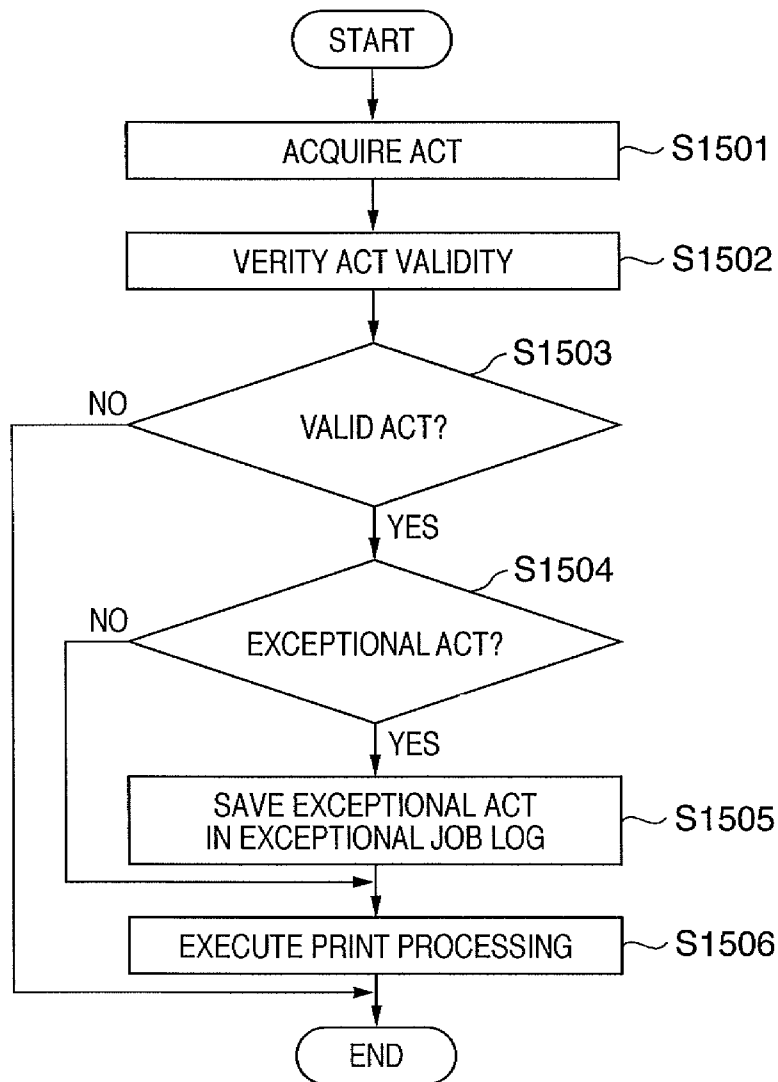 START
ACQUIRE ACT
S1501
VERITY ACT VALIDITY
S1502
S1503
NO
VALID ACT?
YES
S1504
NO
EXCEPTIONAL ACT?
YES
SAVE EXCEPTIONAL ACT
IN EXCEPTIONAL JOB LOG
S1505
EXECUTE PRINT PROCESSING
S1506
END